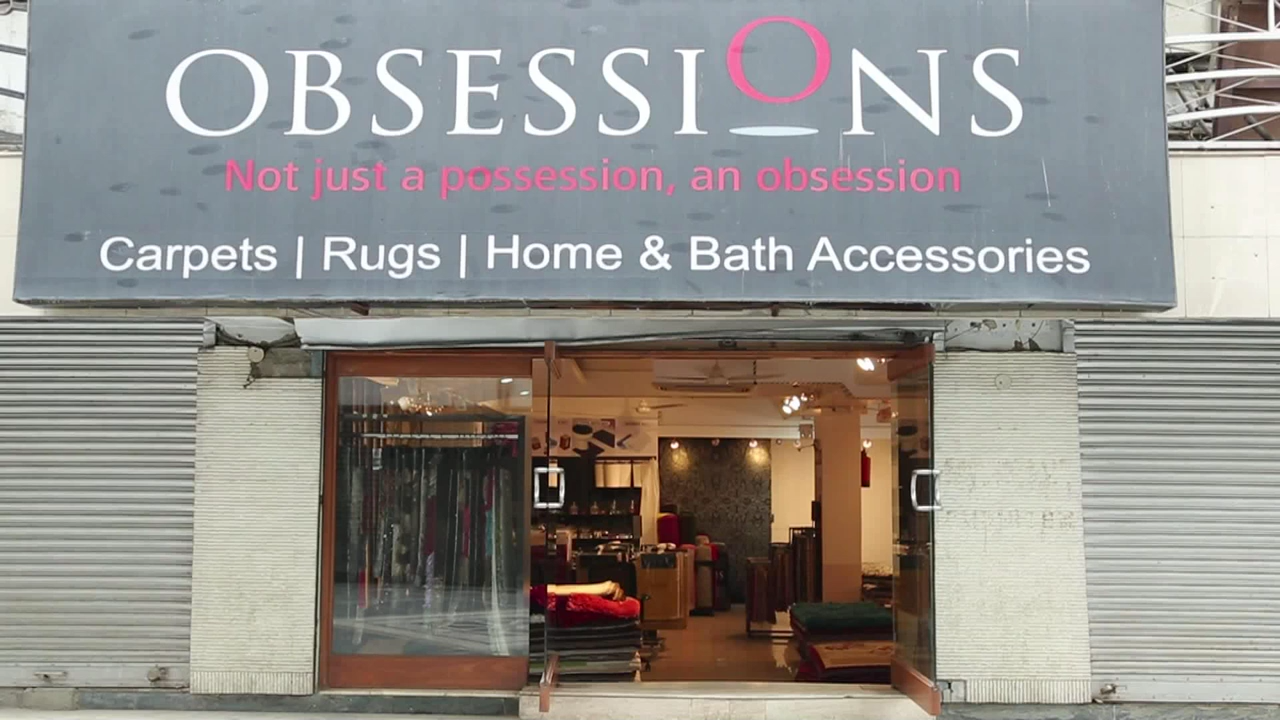 OBSESSIONS
Not just a possession, an obsession
Carpets | Rugs | Home & Bath Accessories